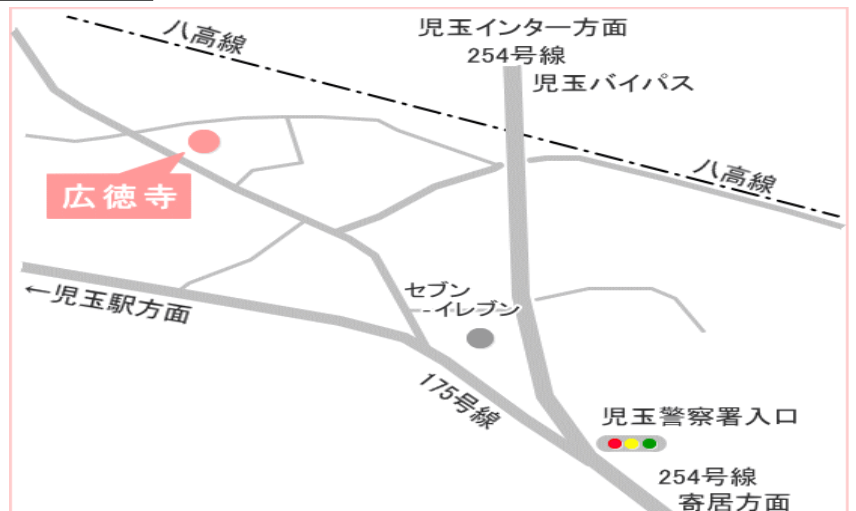 八高線
児玉インター方面
254号線
児玉バイパス
八高線
広徳寺
←児玉駅方面
セブン
-イレブン
175号線
児玉警察署入口
254号線
寄居方面